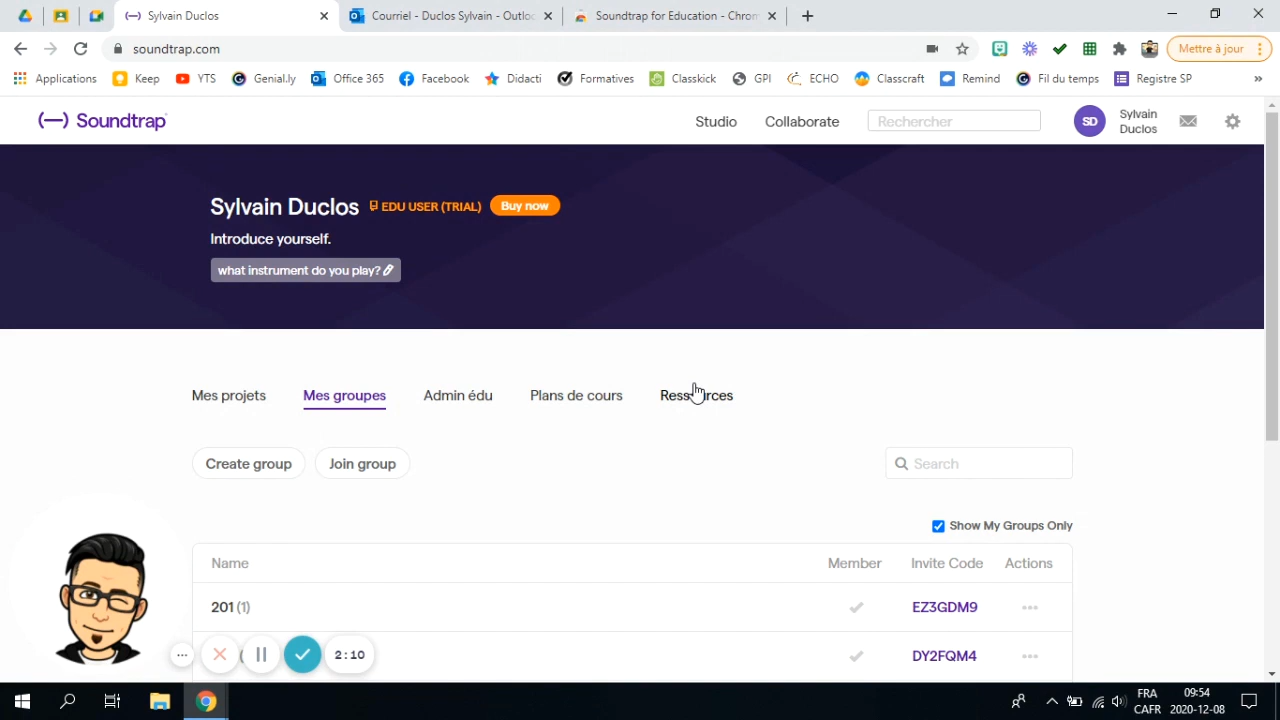 Sylvain Duclos
Courriel - Duclos Sylvain - Outlo
Soundtrap for Education - Chrom
soundtrap.com
Mettre à jour
Applications
Keep
YTS
Genial.ly
Office 365
Facebook
Didacti
Formatives
Classkick
GPI
ECHO
Classcraft
Remind
Fil du temps
Registre SP
»
Soundtrap
Studio
Collaborate
Rechercher
SD
Sylvain
Duclos
Sylvain Duclos
EDU USER (TRIAL)
Buy now
Introduce yourself.
what instrument do you play?
Mes projets
Mes groupes
Admin édu
Plans de cours
Ressources
Create group
Join group
Search
Show My Groups Only
Name
Member
Invite Code
Actions
201 (1)
EZ3GDM9
DY2FQM4
2:10
FRA
CAFR
09:54
2020-12-08